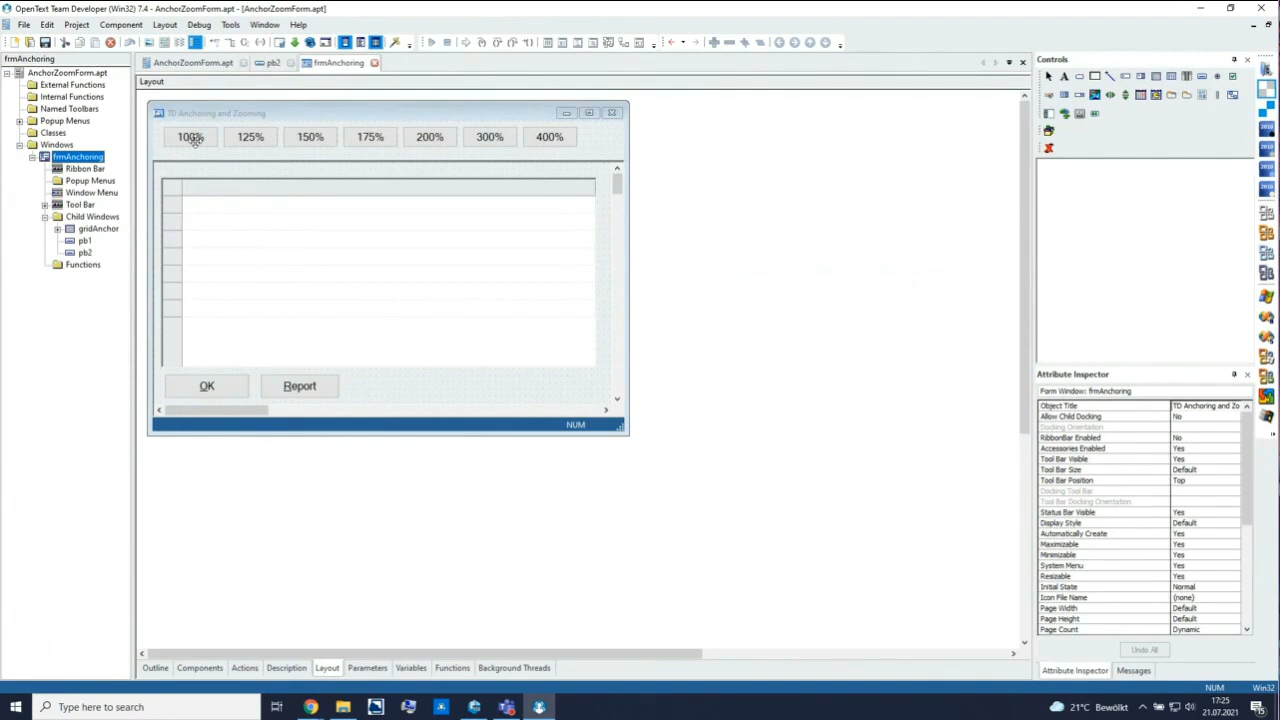 OpenText Team Developer (Win32) 7.4 - AnchorZoomForm.apt - [AnchorZoomForm.apt]
File Edit Project Component Layout Debug Tools Window Help
frmAnchoring
AnchorZoomForm.apt
External Functions
Internal Functions
Named Toolbars
Popup Menus
Classes
Windows
frmAnchoring
Ribbon Bar
Popup Menus
Window Menu
Tool Bar
Child Windows
gridAnchor
pb1
pb2
Functions
AnchorZoomForm.apt pb2 frmAnchoring
Layout
TD Anchoring and Zooming
100% 125% 150% 175% 200% 300% 400%
OK Report
NUM
Outline Components Actions Description Layout Parameters Variables Functions Background Threads
Controls
2010
2010
2010
2010
Attribute Inspector
Form Window: frmAnchoring
Object Title TD Anchoring and Zo
Allow Child Docking No
Docking Orientation
RibbonBar Enabled No
Accessories Enabled Yes
Tool Bar Visible Yes
Tool Bar Size Default
Tool Bar Position Top
Docking Tool Bar
Tool Bar Docking Orientation
Status Bar Visible Yes
Display Style Default
Automatically Create Yes
Maximizable Yes
Minimizable Yes
System Menu Yes
Resizable Yes
Initial State Normal
Icon File Name (none)
Page Width Default
Page Height Default
Page Count Dynamic
Undo All
Attribute Inspector Messages
NUM Win32
Type here to search
21°C Bewölkt
17:25
21.07.2021
15